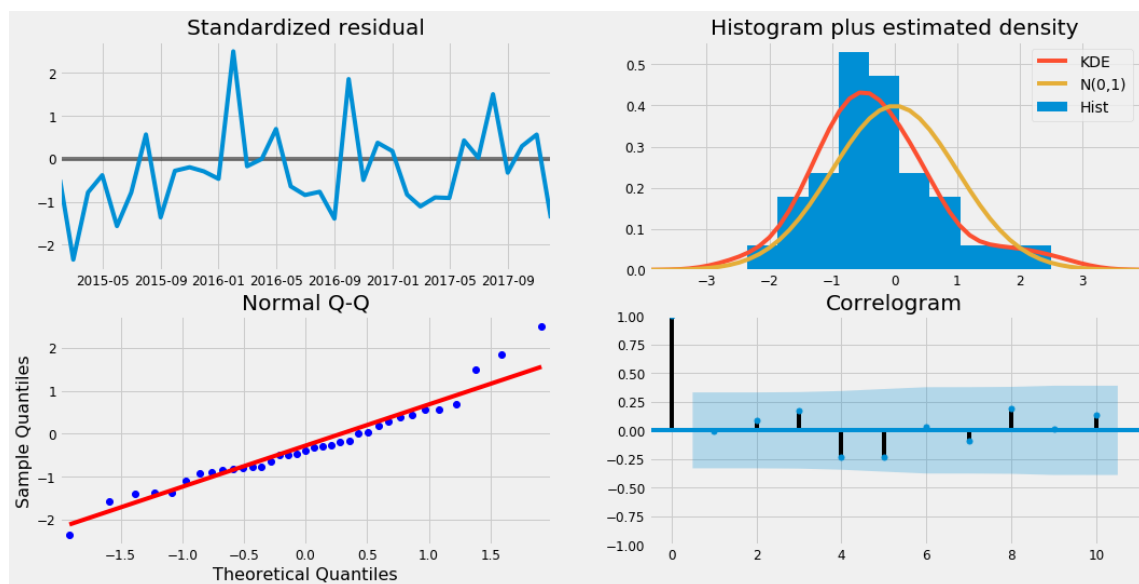 Standardized residual
2
1
0
−1
−2
2015-05 2015-09 2016-01 2016-05 2016-09 2017-01 2017-05 2017-09
Histogram plus estimated density
0.5
0.4
0.3
0.2
0.1
0.0
−3 −2 −1 0 1 2 3
KDE
N(0,1)
Hist
Normal Q-Q
Sample Quantiles
2
1
0
−1
−2
−1.5 −1.0 −0.5 0.0 0.5 1.0 1.5
Theoretical Quantiles
Correlogram
1.00
0.75
0.50
0.25
0.00
−0.25
−0.50
−0.75
−1.00
0 2 4 6 8 10